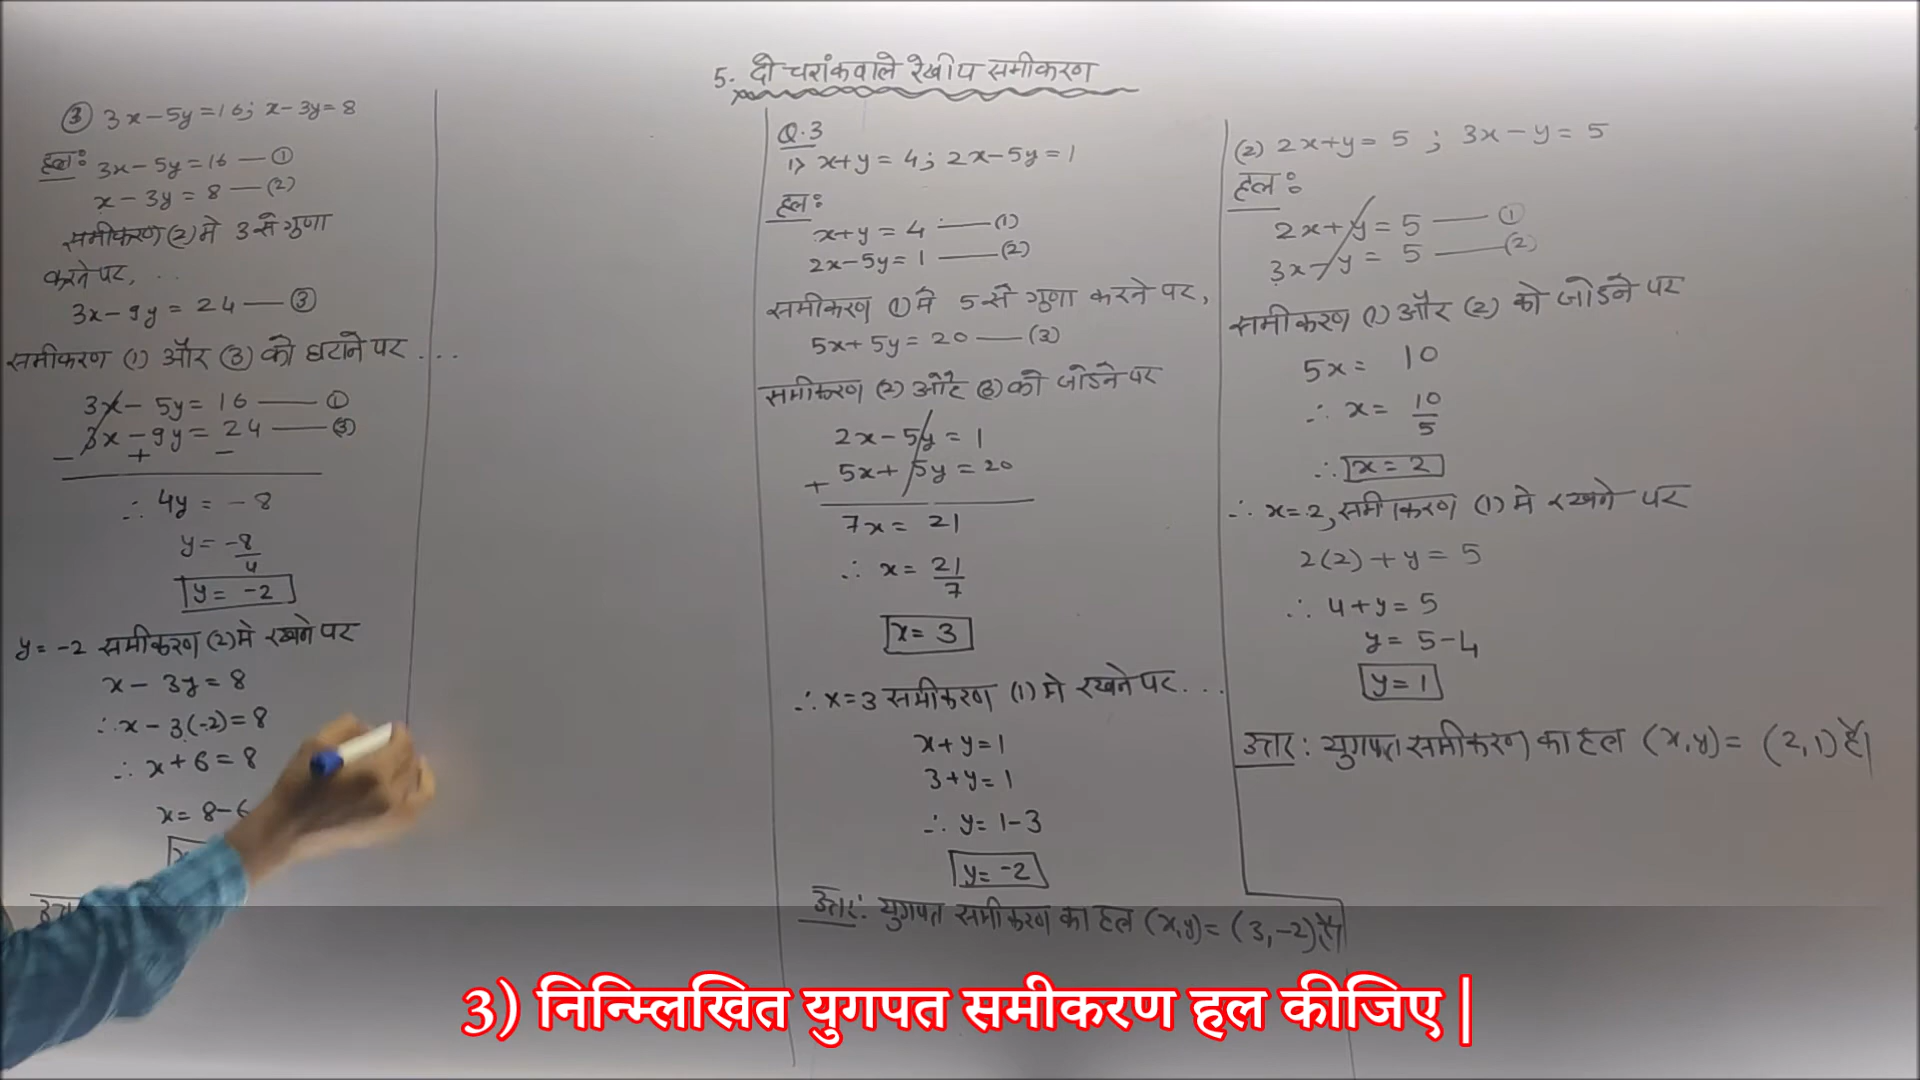 5. दो चरांकवाले रेखीय समीकरण
③ 3x-5y=16; x-3y=8
हल: 3x-5y=16 — ①
x-3y=8 — (2)
समीकरण (2) मे 3 से गुणा
करने पर, ..
3x-9y=24 — ③
समीकरण (1) और (3) को घटाने पर ....
3x-5y=16 — ①
3x-9y=24 — (3)
- + -
∴ 4y=-8
y=-8/4
y=-2
y=-2 समीकरण (2) मे रखने पर
x-3y=8
∴ x-3(-2)=8
∴ x+6=8
x=8-6
Q.3
1) x+y=4; 2x-5y=1
हल:
x+y=4 — (1)
2x-5y=1 — (2)
समीकरण ① मे 5 से गुणा करने पर,
5x+5y=20 — (3)
समीकरण (2) और (3) को जोडने पर
2x-5y=1
+ 5x+5y=20
7x=21
∴ x=21/7
x=3
∴ x=3 समीकरण (1) मे रखने पर...
x+y=1
3+y=1
∴ y=1-3
y=-2
उत्तर: युगपत समीकरण का हल (x,y)=(3,-2) है।
(2) 2x+y=5 ; 3x-y=5
हल:
2x+y=5 — ①
3x-y=5 — (2)
समीकरण (1) और (2) को जोडने पर
5x=10
∴ x=10/5
∴ x=2
∴ x=2, समीकरण (1) मे रखने पर
2(2)+y=5
∴ 4+y=5
y=5-4
y=1
उत्तर: युगपत समीकरण का हल (x,y)=(2,1) है।
3) निन्म्लिखित युगपत समीकरण हल कीजिए |